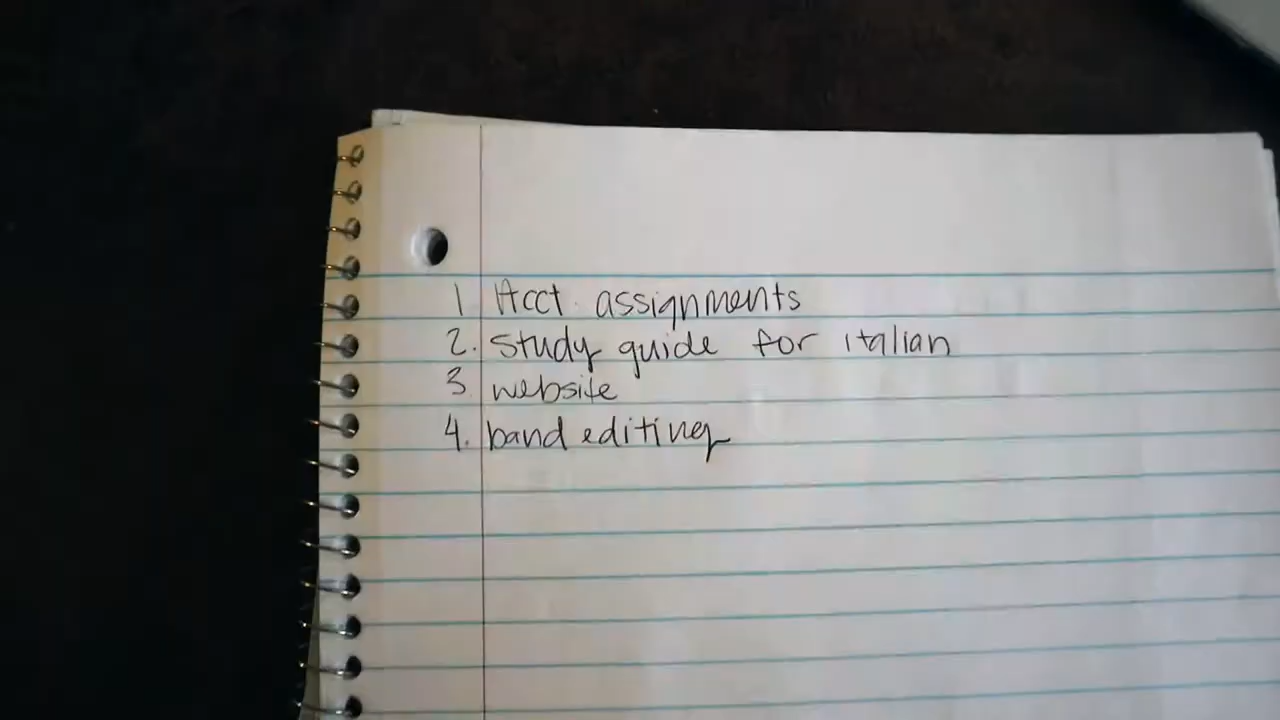 1 Acct. assignments
2. study guide for italian
3. website
4. band editing